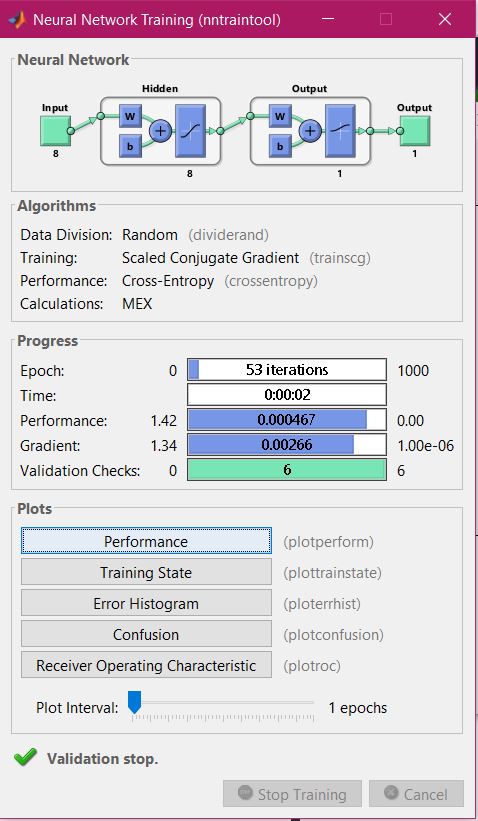 Neural Network Training (nntraintool)
Neural Network
Hidden Output
Input W b + W b + Output
8 8 1 1
Algorithms
Data Division: Random (dividerand)
Training: Scaled Conjugate Gradient (trainscg)
Performance: Cross-Entropy (crossentropy)
Calculations: MEX
Progress
Epoch: 0 53 iterations 1000
Time: 0:00:02
Performance: 1.42 0.000467 0.00
Gradient: 1.34 0.00266 1.00e-06
Validation Checks: 0 6 6
Plots
Performance (plotperform)
Training State (plottrainstate)
Error Histogram (ploterrhist)
Confusion (plotconfusion)
Receiver Operating Characteristic (plotroc)
Plot Interval: 1 epochs
Validation stop.
Stop Training Cancel